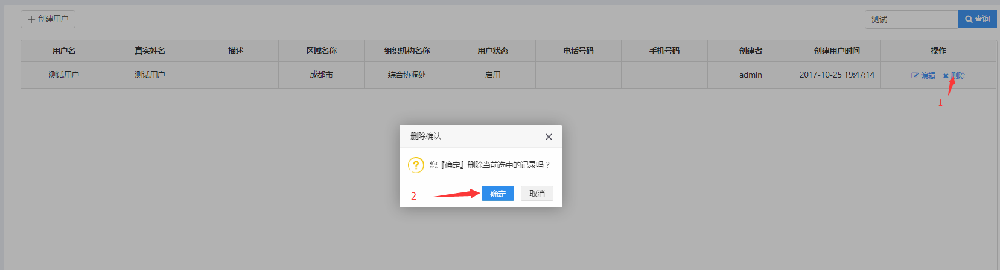 创建用户
测试 查询
用户名 真实姓名 描述 区域名称 组织机构名称 用户状态 电话号码 手机号码 创建者 创建用户时间 操作
测试用户 测试用户 成都市 综合协调处 启用 admin 2017-10-25 19:47:14 编辑 删除
1
删除确认
您『确定』删除当前选中的记录吗？
2 确定 取消